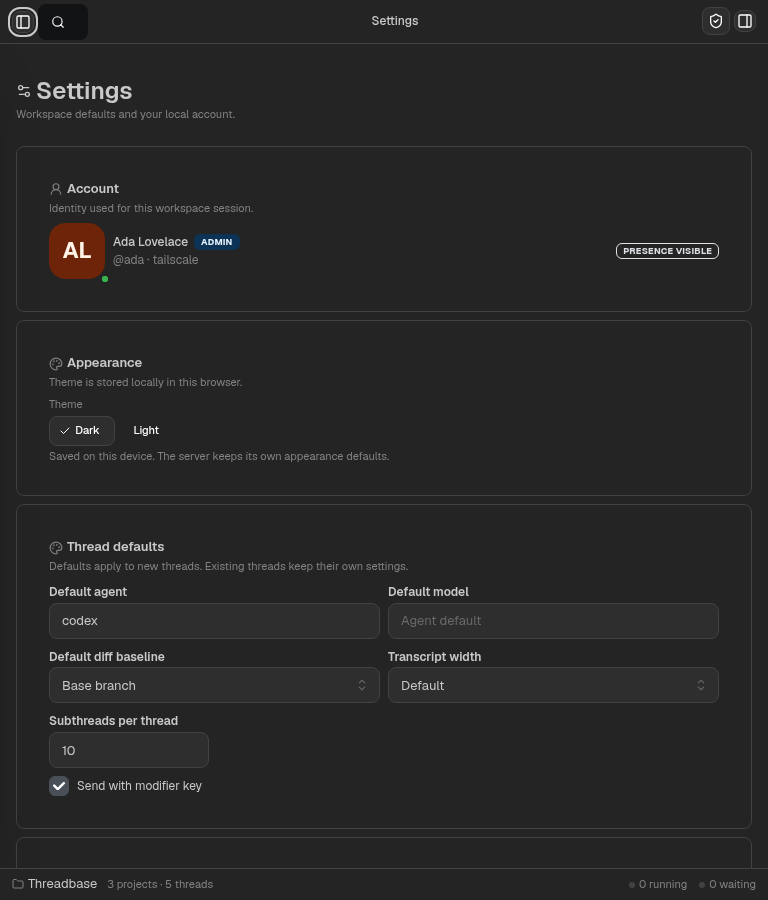 Settings
Settings
Workspace defaults and your local account.
Account
Identity used for this workspace session.
AL
Ada Lovelace ADMIN
@ada · tailscale
PRESENCE VISIBLE
Appearance
Theme is stored locally in this browser.
Theme
Dark Light
Saved on this device. The server keeps its own appearance defaults.
Thread defaults
Defaults apply to new threads. Existing threads keep their own settings.
Default agent Default model
codex Agent default
Default diff baseline Transcript width
Base branch Default
Subthreads per thread
10
Send with modifier key
Threadbase 3 projects · 5 threads 0 running 0 waiting